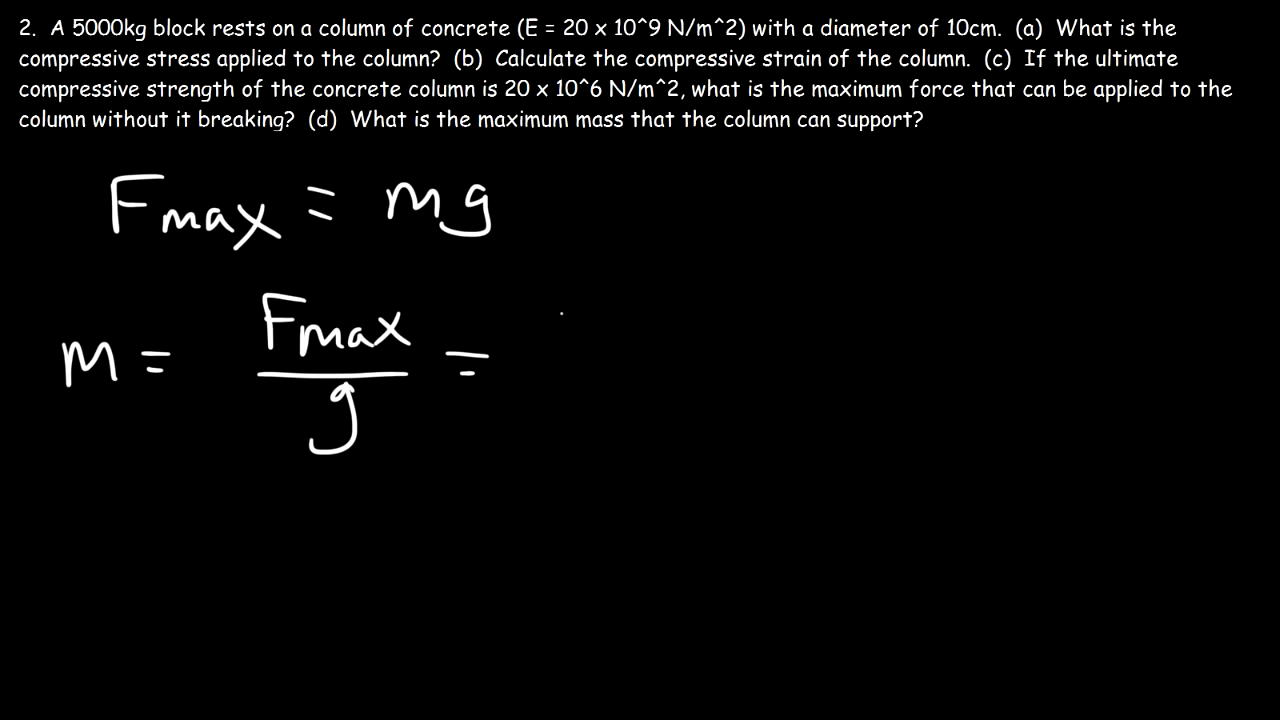 2. A 5000kg block rests on a column of concrete (E = 20 x 10^9 N/m^2) with a diameter of 10cm. (a) What is the
compressive stress applied to the column? (b) Calculate the compressive strain of the column. (c) If the ultimate
compressive strength of the concrete column is 20 x 10^6 N/m^2, what is the maximum force that can be applied to the
column without it breaking? (d) What is the maximum mass that the column can support?
Fmax = mg
m = Fmax / g =